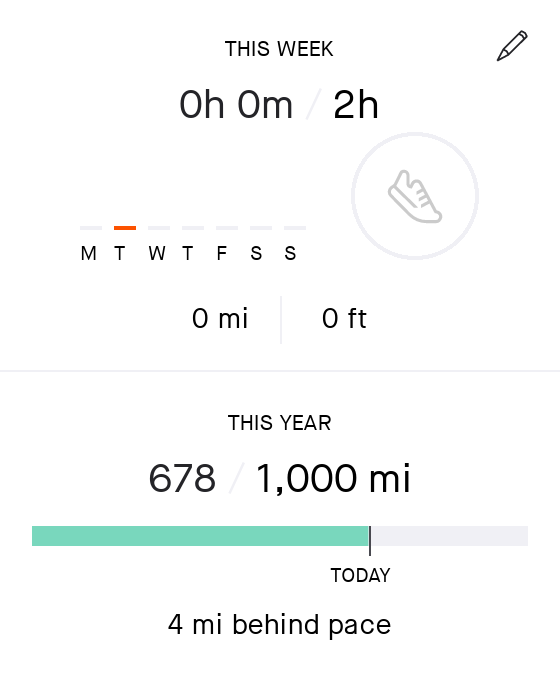 THIS WEEK
0h 0m / 2h
M T W T F S S
0 mi 0 ft
THIS YEAR
678 / 1,000 mi
TODAY
4 mi behind pace